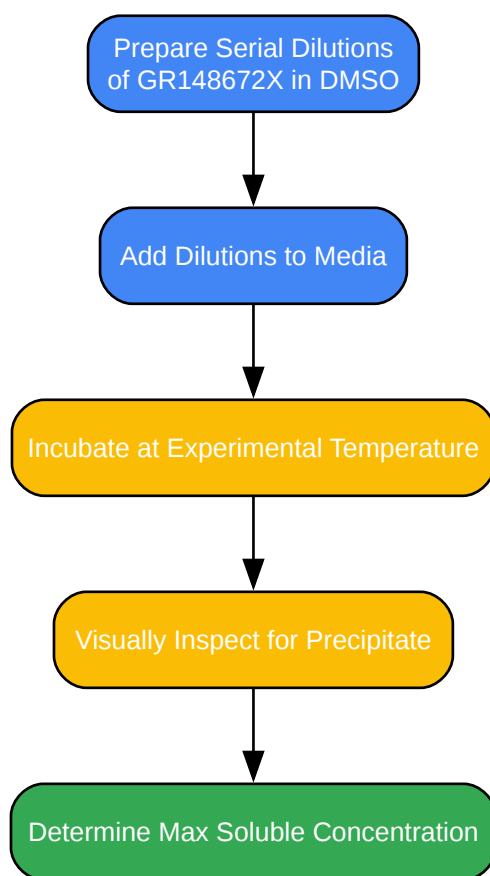 Prepare Serial Dilutions
of GR148672X in DMSO
Add Dilutions to Media
Incubate at Experimental Temperature
Visually Inspect for Precipitate
Determine Max Soluble Concentration